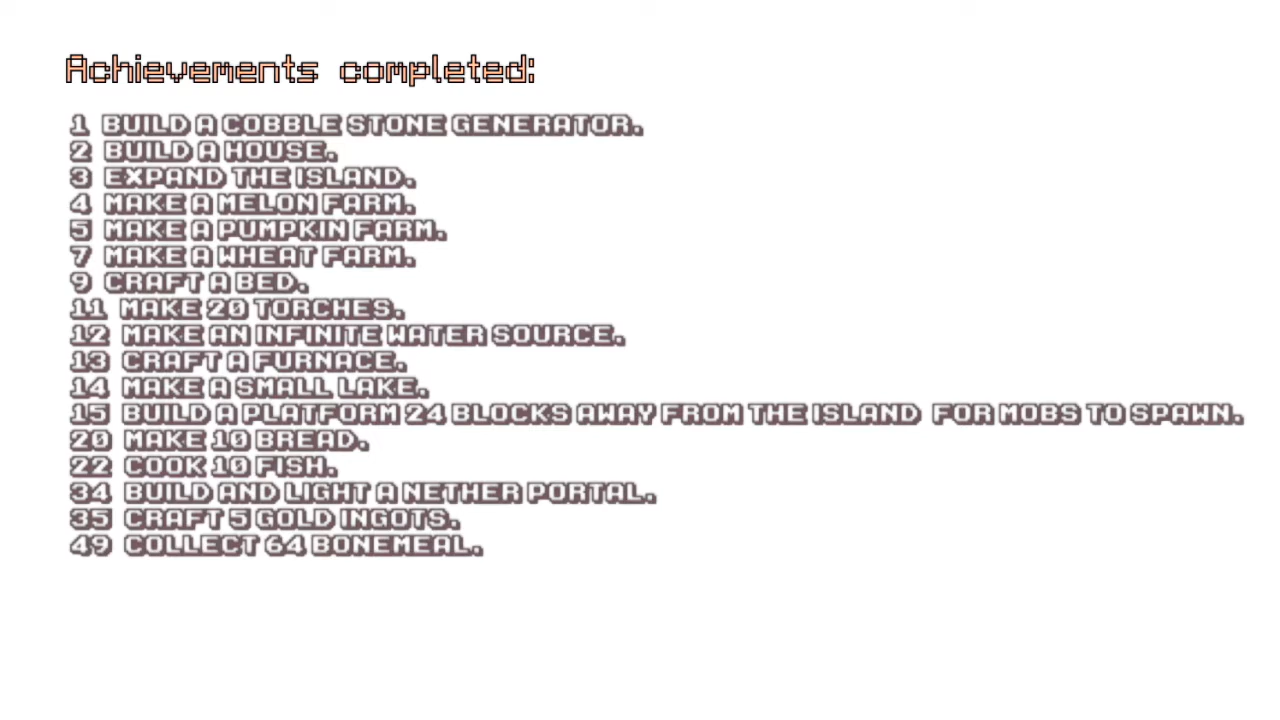 Achievements completed:
1 BUILD A COBBLE STONE GENERATOR.
2 BUILD A HOUSE.
3 EXPAND THE ISLAND.
4 MAKE A MELON FARM.
5 MAKE A PUMPKIN FARM.
7 MAKE A WHEAT FARM.
9 CRAFT A BED.
11 MAKE 20 TORCHES.
12 MAKE AN INFINITE WATER SOURCE.
13 CRAFT A FURNACE.
14 MAKE A SMALL LAKE.
15 BUILD A PLATFORM 24 BLOCKS AWAY FROM THE ISLAND FOR MOBS TO SPAWN.
20 MAKE 10 BREAD.
22 COOK 10 FISH.
34 BUILD AND LIGHT A NETHER PORTAL.
35 CRAFT 5 GOLD INGOTS.
49 COLLECT 64 BONEMEAL.